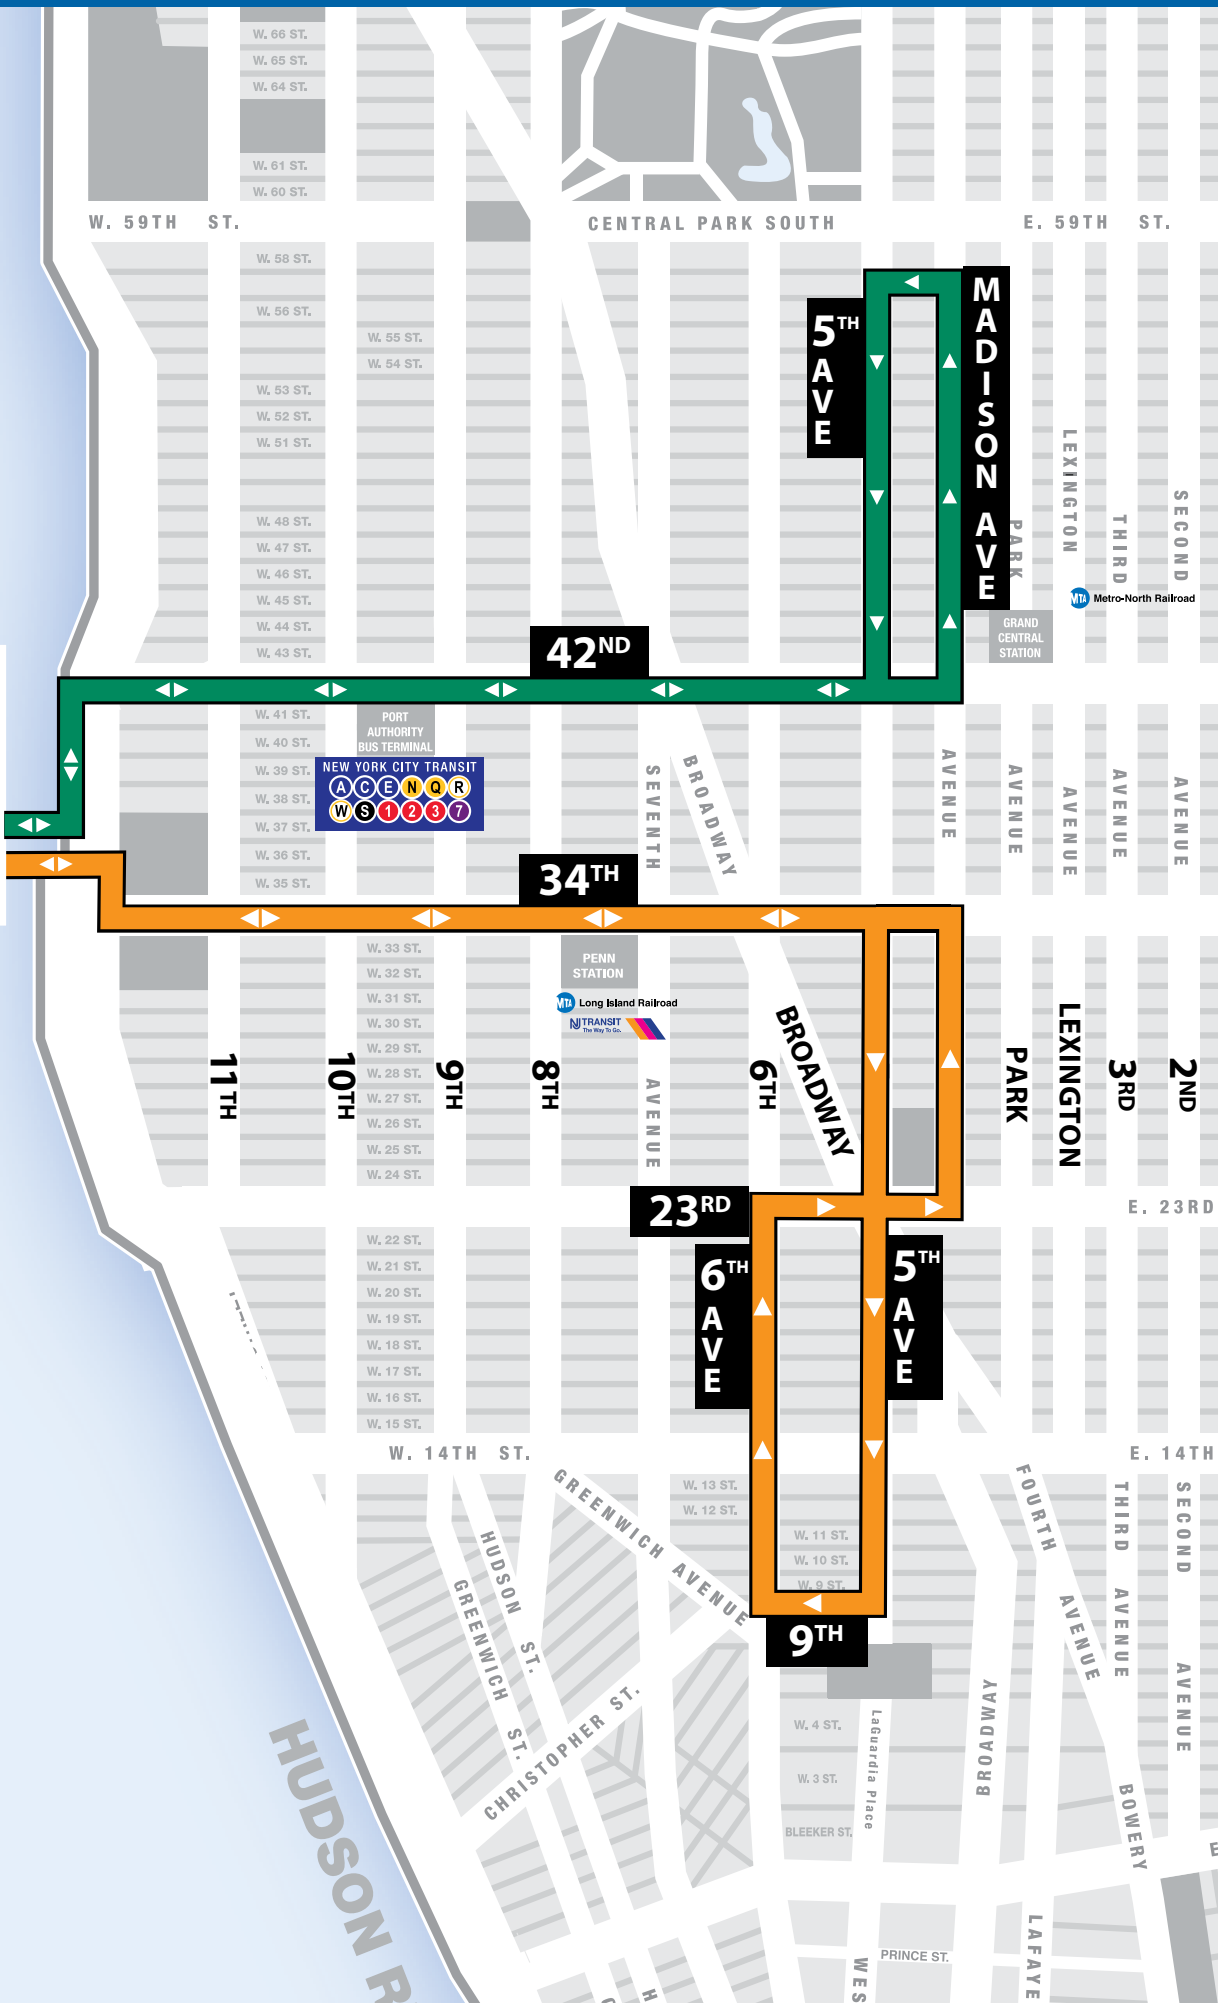 W. 66 ST.
W. 65 ST.
W. 64 ST.
W. 61 ST.
W. 60 ST.
W. 59TH ST.
CENTRAL PARK SOUTH
E. 59TH ST.
W. 58 ST.
W. 56 ST.
W. 55 ST.
W. 54 ST.
W. 53 ST.
W. 52 ST.
W. 51 ST.
5TH AVE
MADISON AVE
LEXINGTON
PARK
THIRD
SECOND
W. 48 ST.
W. 47 ST.
W. 46 ST.
W. 45 ST.
W. 44 ST.
W. 43 ST.
MTA Metro-North Railroad
GRAND
CENTRAL
STATION
42ND
W. 41 ST.
W. 40 ST.
W. 39 ST.
W. 38 ST.
W. 37 ST.
W. 36 ST.
W. 35 ST.
PORT
AUTHORITY
BUS TERMINAL
NEW YORK CITY TRANSIT
A C E N Q R
W S 1 2 3 7
SEVENTH
BROADWAY
AVENUE
AVENUE
AVENUE
AVENUE
AVENUE
34TH
W. 33 ST.
W. 32 ST.
W. 31 ST.
W. 30 ST.
W. 29 ST.
W. 28 ST.
W. 27 ST.
W. 26 ST.
W. 25 ST.
W. 24 ST.
PENN
STATION
MTA Long Island Railroad
NJ TRANSIT
The Way To Go.
11TH
10TH
9TH
8TH
AVENUE
6TH
BROADWAY
PARK
LEXINGTON
3RD
2ND
23RD
E. 23RD
6TH AVE
5TH AVE
W. 22 ST.
W. 21 ST.
W. 20 ST.
W. 19 ST.
W. 18 ST.
W. 17 ST.
W. 16 ST.
W. 15 ST.
W. 14TH ST.
E. 14TH
GREENWICH AVENUE
W. 13 ST.
W. 12 ST.
W. 11 ST.
W. 10 ST.
W. 9 ST.
FOURTH AVENUE
THIRD AVENUE
SECOND AVENUE
HUDSON ST.
GREENWICH ST.
9TH
CHRISTOPHER ST.
W. 4 ST.
W. 3 ST.
BLEEKER ST.
LaGuardia Place
BROADWAY
BOWERY
HUDSON R
PRINCE ST.
WES
LAFAYE